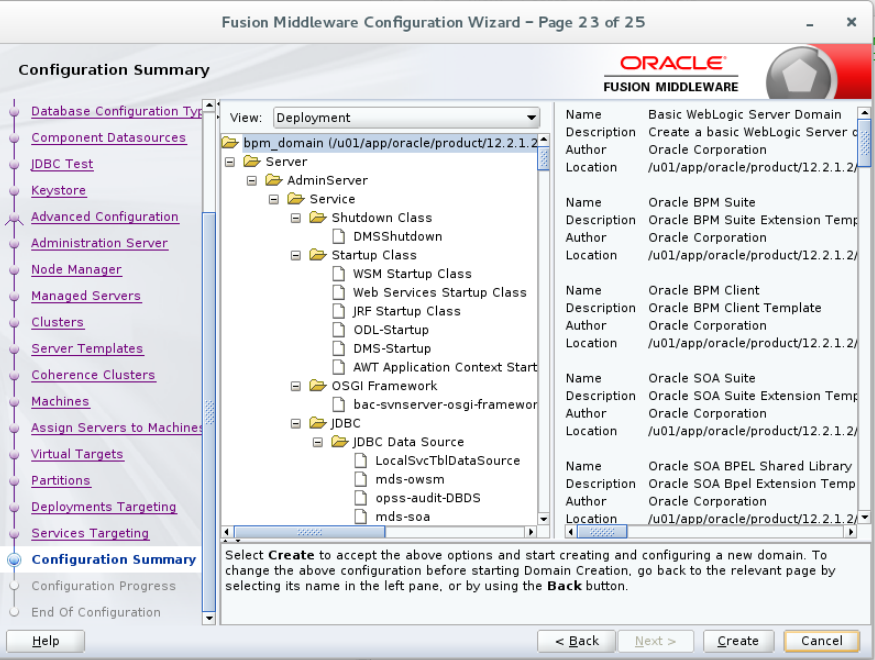 Fusion Middleware Configuration Wizard – Page 23 of 25
Configuration Summary
ORACLE
FUSION MIDDLEWARE
Database Configuration Typ
Component Datasources
JDBC Test
Keystore
Advanced Configuration
Administration Server
Node Manager
Managed Servers
Clusters
Server Templates
Coherence Clusters
Machines
Assign Servers to Machines
Virtual Targets
Partitions
Deployments Targeting
Services Targeting
Configuration Summary
Configuration Progress
End Of Configuration
View: Deployment
bpm_domain (/u01/app/oracle/product/12.2.1.2
Server
AdminServer
Service
Shutdown Class
DMSShutdown
Startup Class
WSM Startup Class
Web Services Startup Class
JRF Startup Class
ODL-Startup
DMS-Startup
AWT Application Context Start
OSGI Framework
bac-svnserver-osgi-framewor
JDBC
JDBC Data Source
LocalSvcTblDataSource
mds-owsm
opss-audit-DBDS
mds-soa
Name Basic WebLogic Server Domain
Description Create a basic WebLogic Server d
Author Oracle Corporation
Location /u01/app/oracle/product/12.2.1.2/
Name Oracle BPM Suite
Description Oracle BPM Suite Extension Temp
Author Oracle Corporation
Location /u01/app/oracle/product/12.2.1.2/
Name Oracle BPM Client
Description Oracle BPM Client Template
Author Oracle Corporation
Location /u01/app/oracle/product/12.2.1.2/
Name Oracle SOA Suite
Description Oracle SOA Suite Extension Temp
Author Oracle Corporation
Location /u01/app/oracle/product/12.2.1.2/
Name Oracle SOA BPEL Shared Library
Description Oracle SOA Bpel Extension Temp
Author Oracle Corporation
Location /u01/app/oracle/product/12.2.1.2/
Select Create to accept the above options and start creating and configuring a new domain. To
change the above configuration before starting Domain Creation, go back to the relevant page by
selecting its name in the left pane, or by using the Back button.
Help
< Back
Next >
Create
Cancel